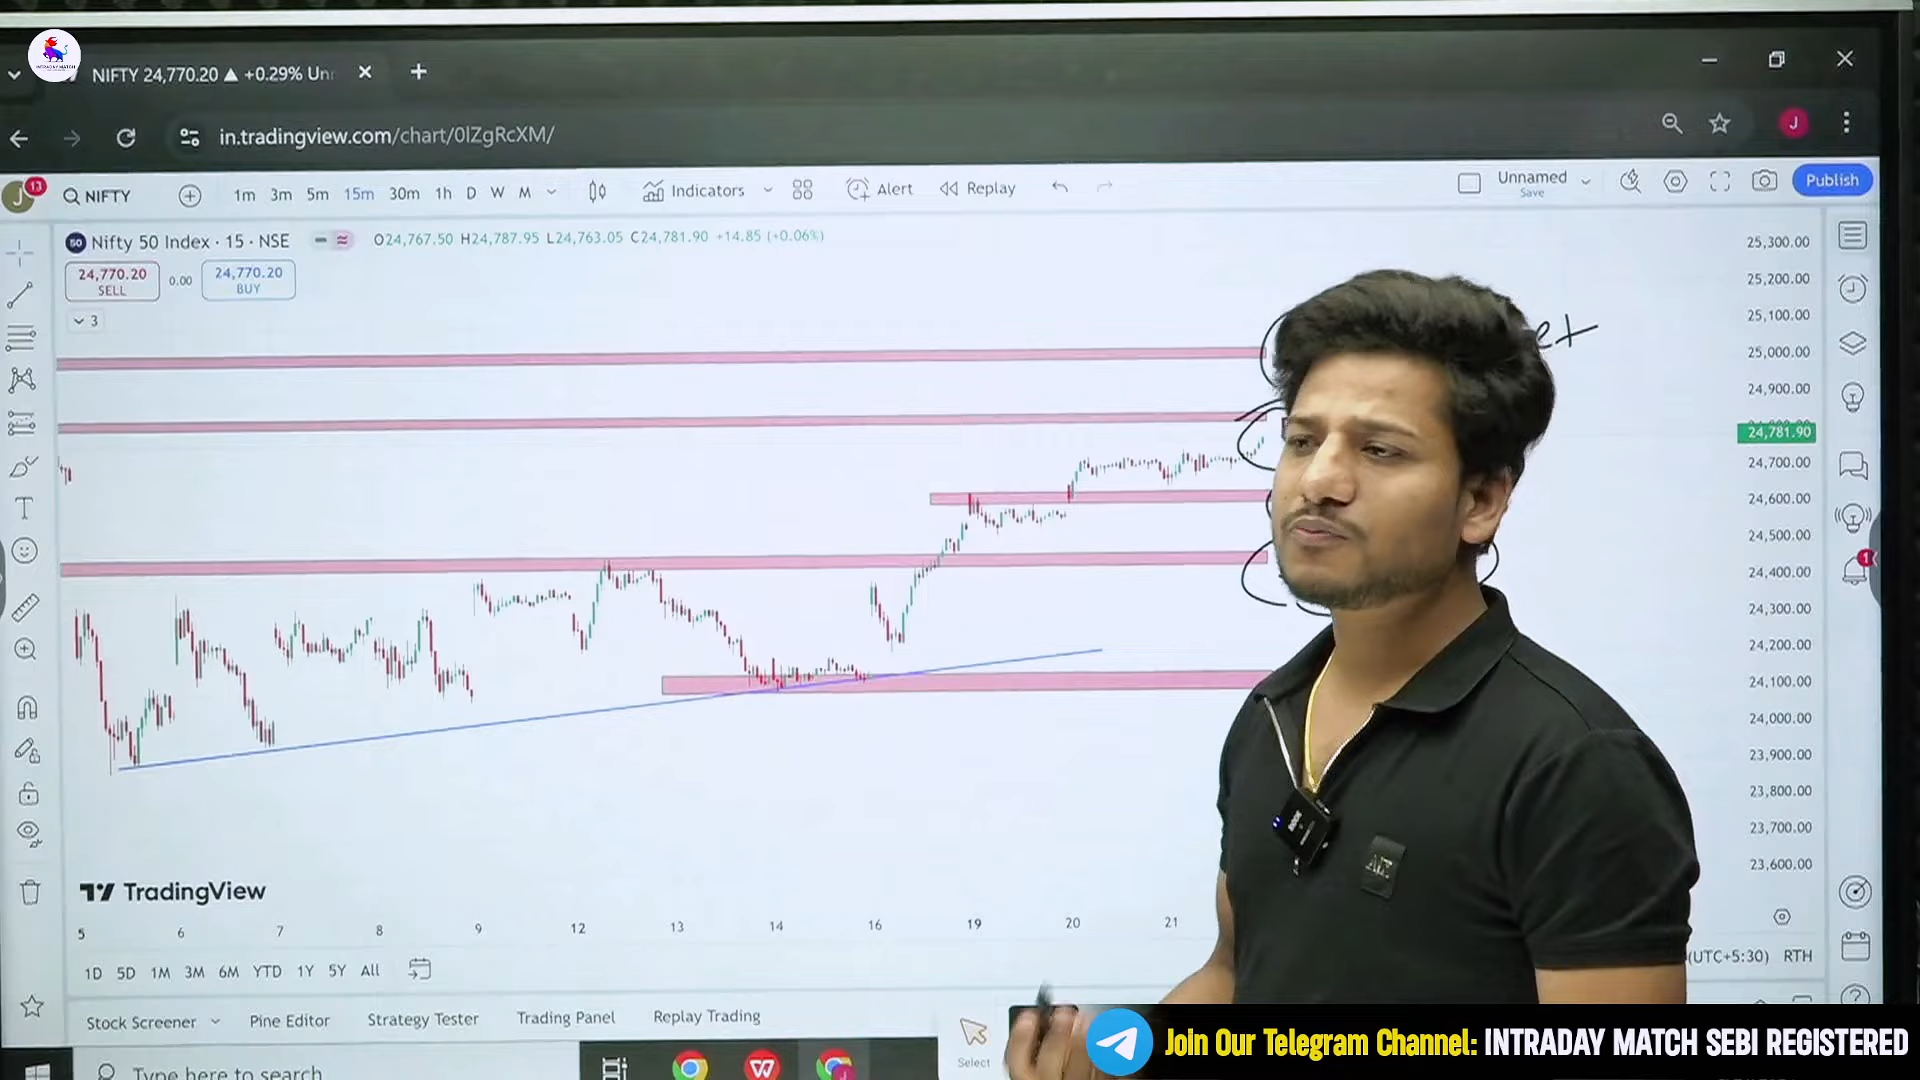 INTRADAY MATCH
NIFTY 24,770.20 ▲ +0.29% Un
in.tradingview.com/chart/0lZgRcXM/
J
J
13
NIFTY
1m 3m 5m 15m 30m 1h D W M
Indicators
Alert
Replay
Unnamed
Save
Publish
50
Nifty 50 Index · 15 · NSE
O24,767.50 H24,787.95 L24,763.05 C24,781.90 +14.85 (+0.06%)
24,770.20
SELL
0.00
24,770.20
BUY
3
25,300.00
25,200.00
25,100.00
25,000.00
24,900.00
24,781.90
24,700.00
24,600.00
24,500.00
24,400.00
24,300.00
24,200.00
24,100.00
24,000.00
23,900.00
23,800.00
23,700.00
23,600.00
et
1
TradingView
5 6 7 8 9 12 13 14 16 19 20 21
1D 5D 1M 3M 6M YTD 1Y 5Y All
(UTC+5:30) RTH
Stock Screener
Pine Editor
Strategy Tester
Trading Panel
Replay Trading
Type here to search
Select
AX
Join Our Telegram Channel: INTRADAY MATCH SEBI REGISTERED